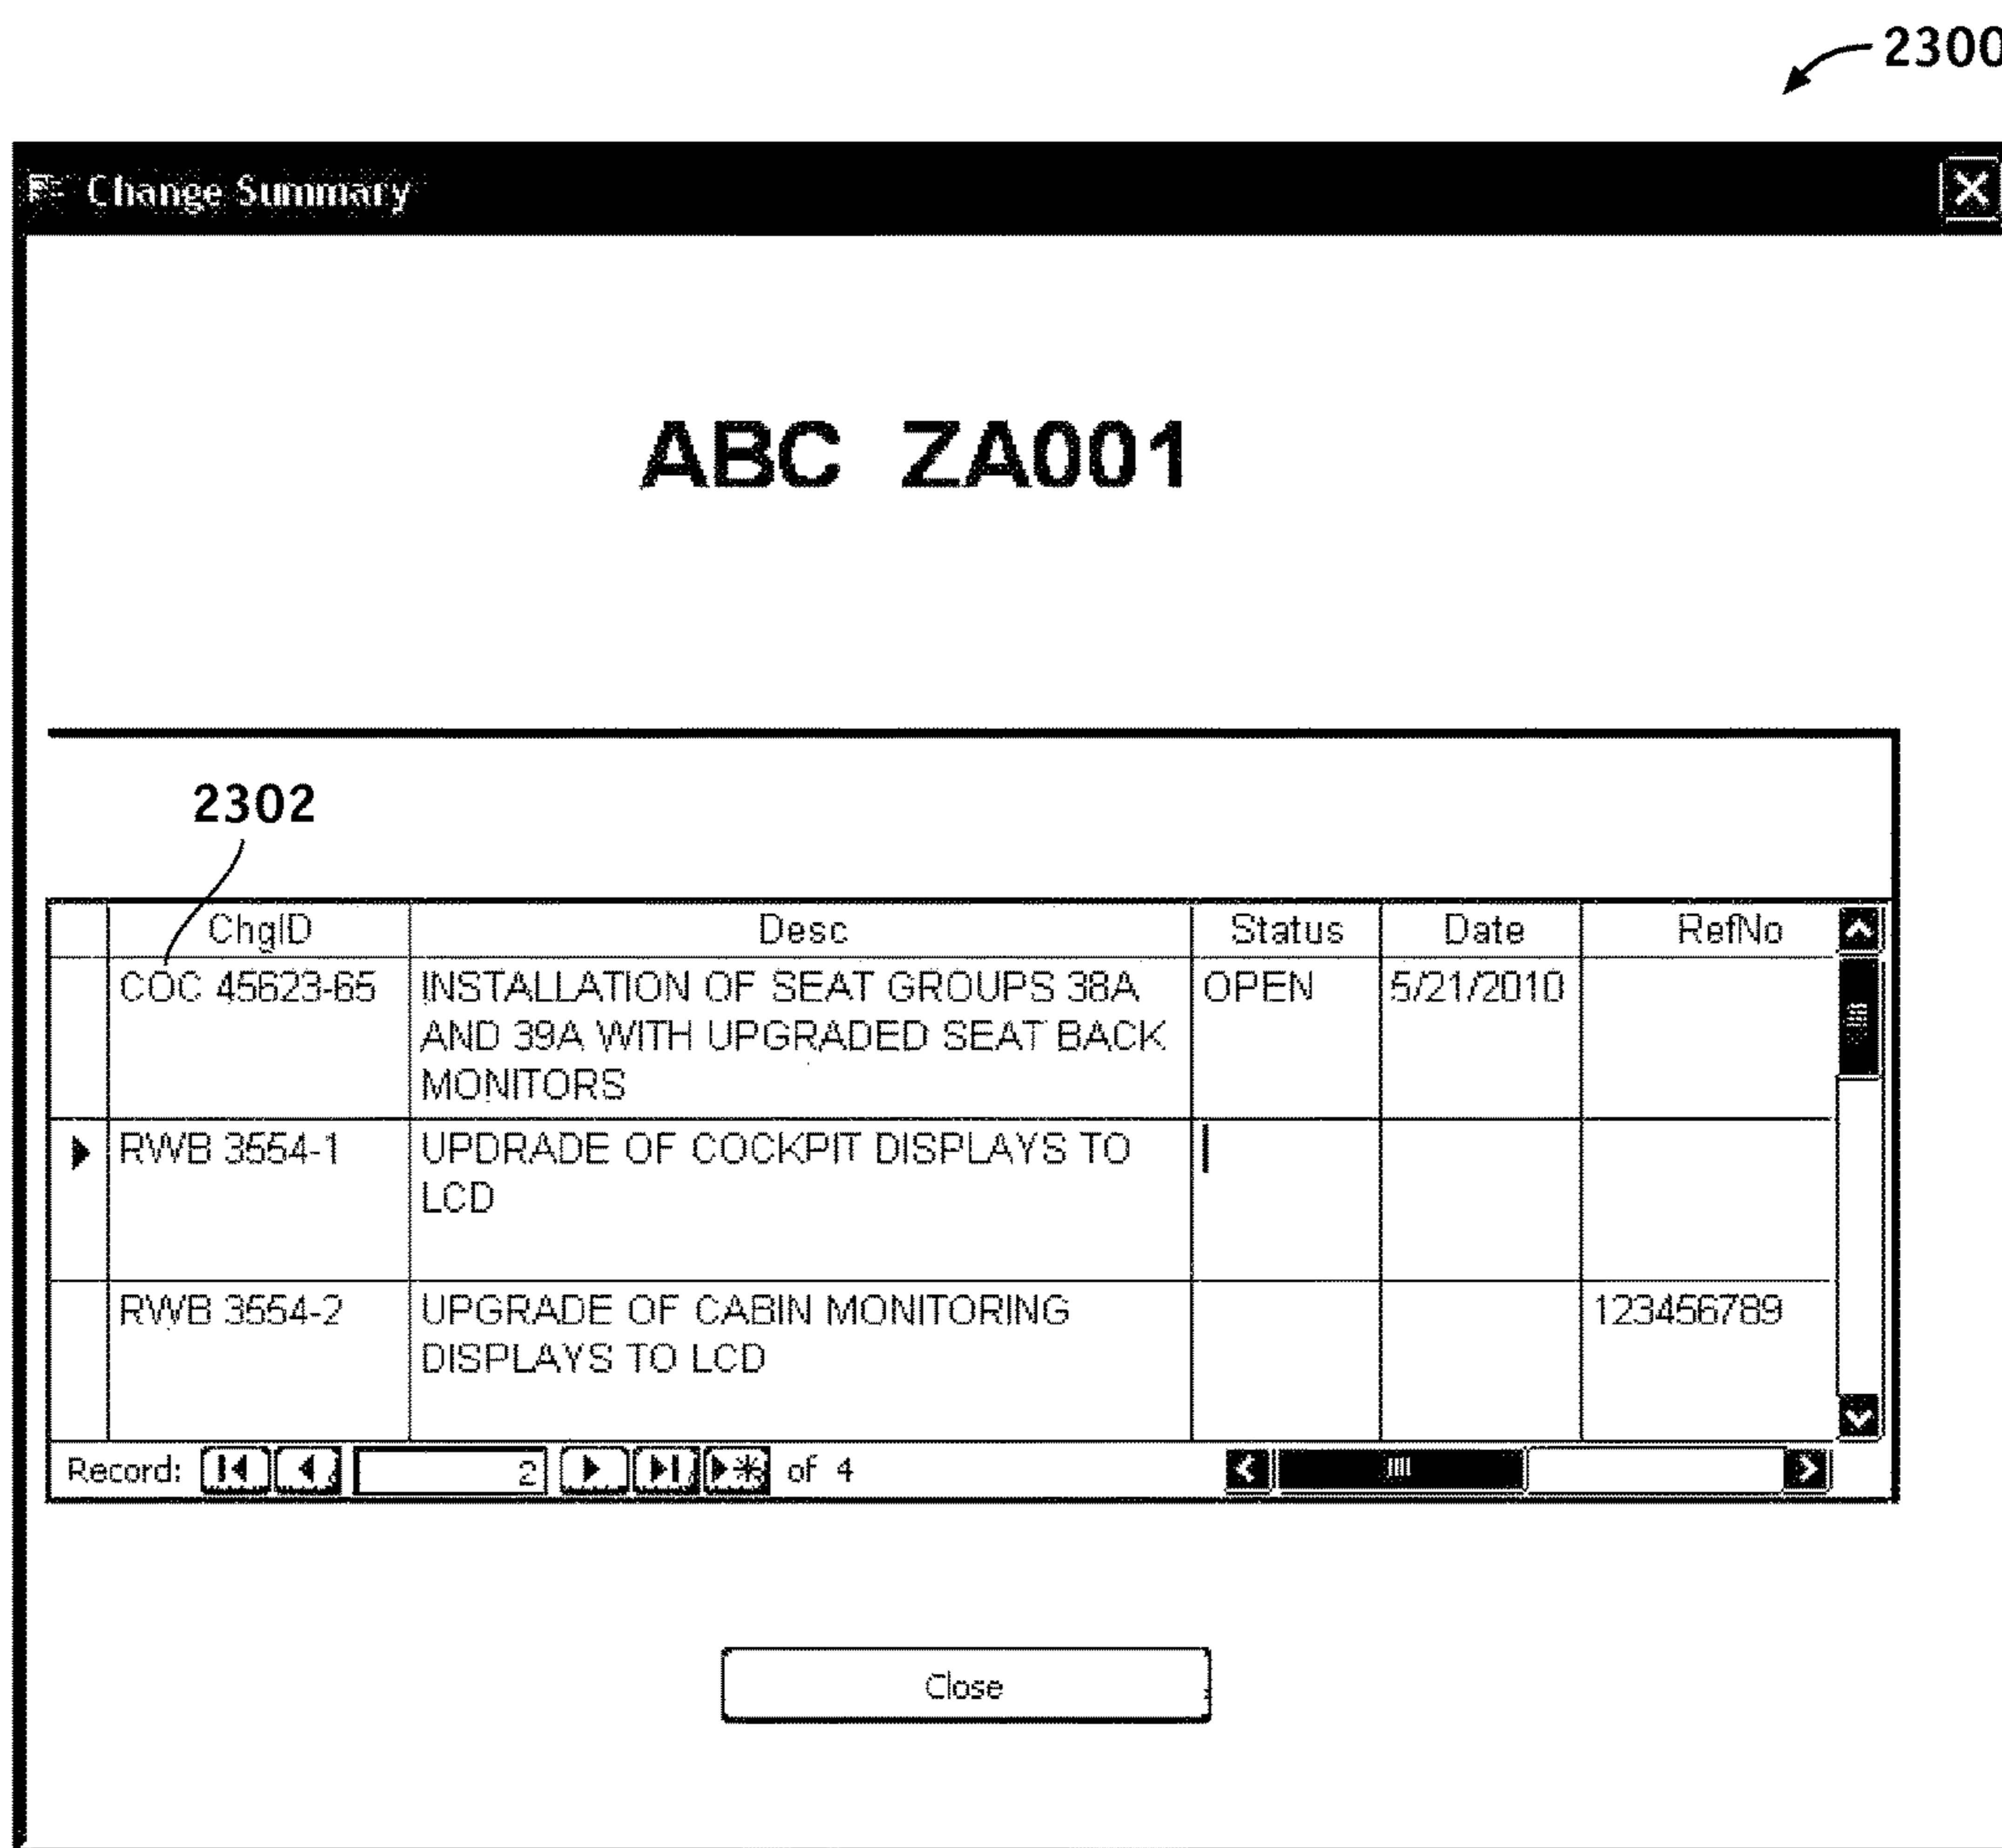 2300
Change Summary
ABC ZA001
2302
ChgID Desc Status Date RefNo
COC 45623-65 INSTALLATION OF SEAT GROUPS 38A OPEN 5/21/2010
AND 39A WITH UPGRADED SEAT BACK
MONITORS
RWB 3554-1 UPDRADE OF COCKPIT DISPLAYS TO
LCD
RWB 3554-2 UPGRADE OF CABIN MONITORING 123456789
DISPLAYS TO LCD
Record: 2 of 4
Close